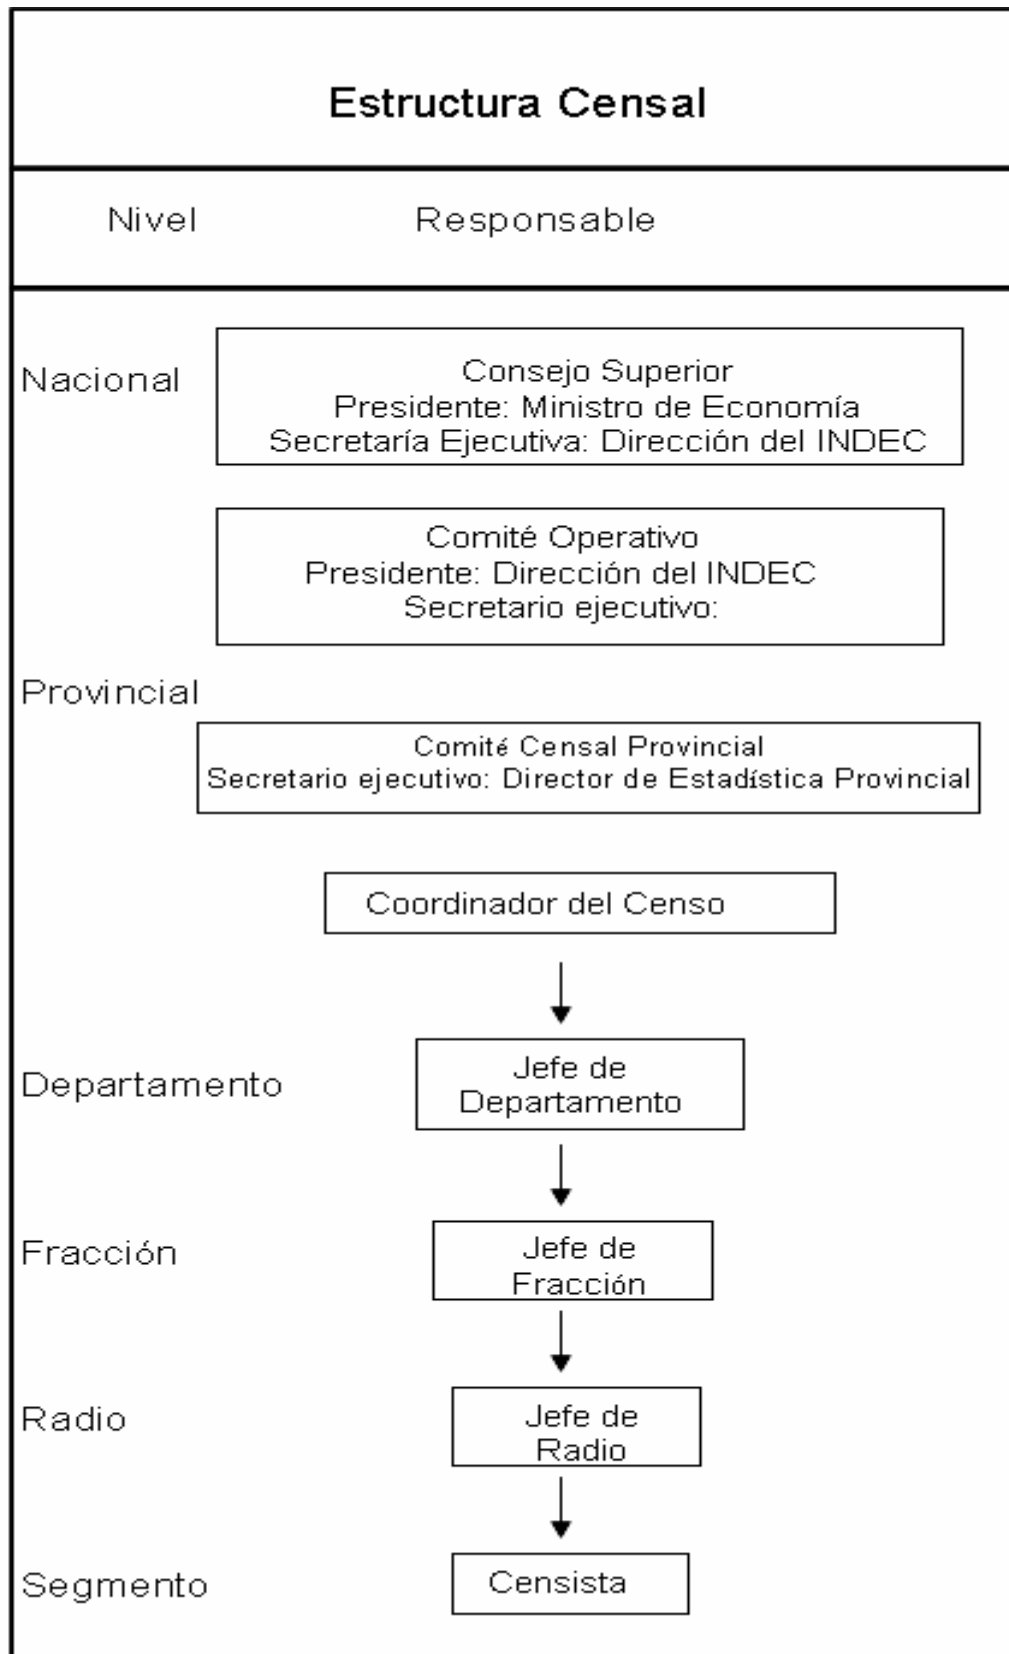 Estructura Censal
Nivel Responsable
Nacional
Consejo Superior
Presidente: Ministro de Economía
Secretaría Ejecutiva: Dirección del INDEC
Comité Operativo
Presidente: Dirección del INDEC
Secretario ejecutivo:
Provincial
Comité Censal Provincial
Secretario ejecutivo: Director de Estadística Provincial
Coordinador del Censo
Departamento
Jefe de
Departamento
Fracción
Jefe de
Fracción
Radio
Jefe de
Radio
Segmento
Censista